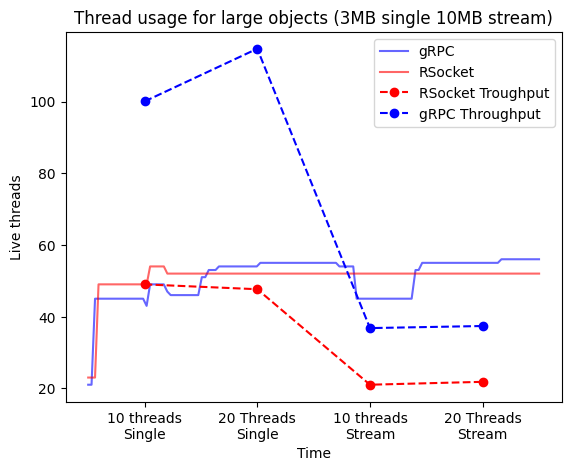 Thread usage for large objects (3MB single 10MB stream)
gRPC
RSocket
RSocket Troughput
gRPC Throughput
Live threads
100
80
60
40
20
10 threads
Single
20 Threads
Single
10 threads
Stream
20 Threads
Stream
Time